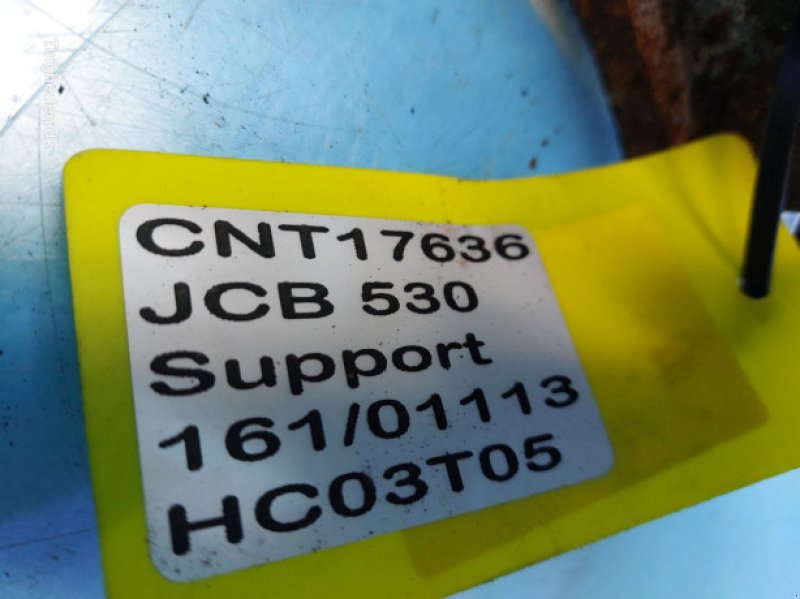 CNT17636
JCB 530
Support
161/01113
HC03T05